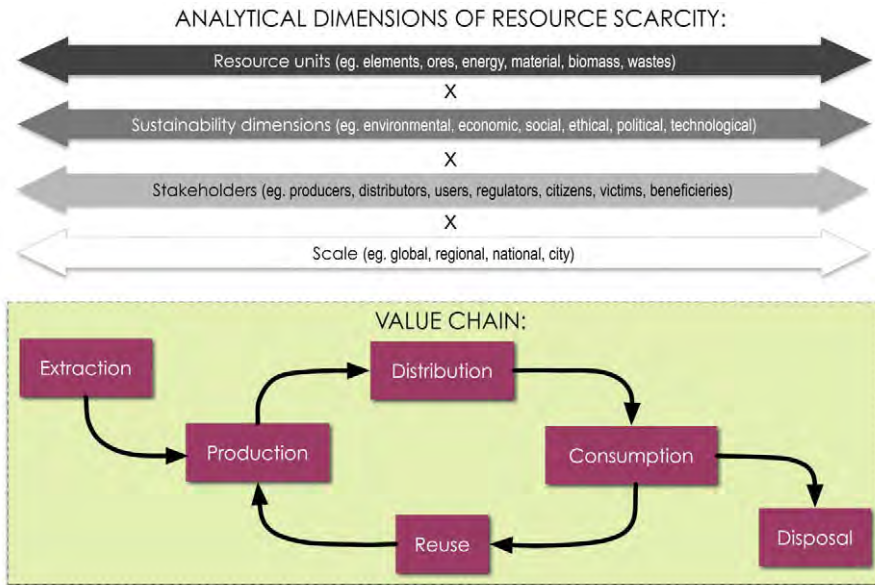 ANALYTICAL DIMENSIONS OF RESOURCE SCARCITY:
Resource units (eg. elements, ores, energy, material, biomass, wastes)
X
Sustainability dimensions (eg. environmental, economic, social, ethical, political, technological)
X
Stakeholders (eg. producers, distributors, users, regulators, citizens, victims, beneficieries)
X
Scale (eg. global, regional, national, city)
VALUE CHAIN:
Extraction
Distribution
Production
Consumption
Reuse
Disposal